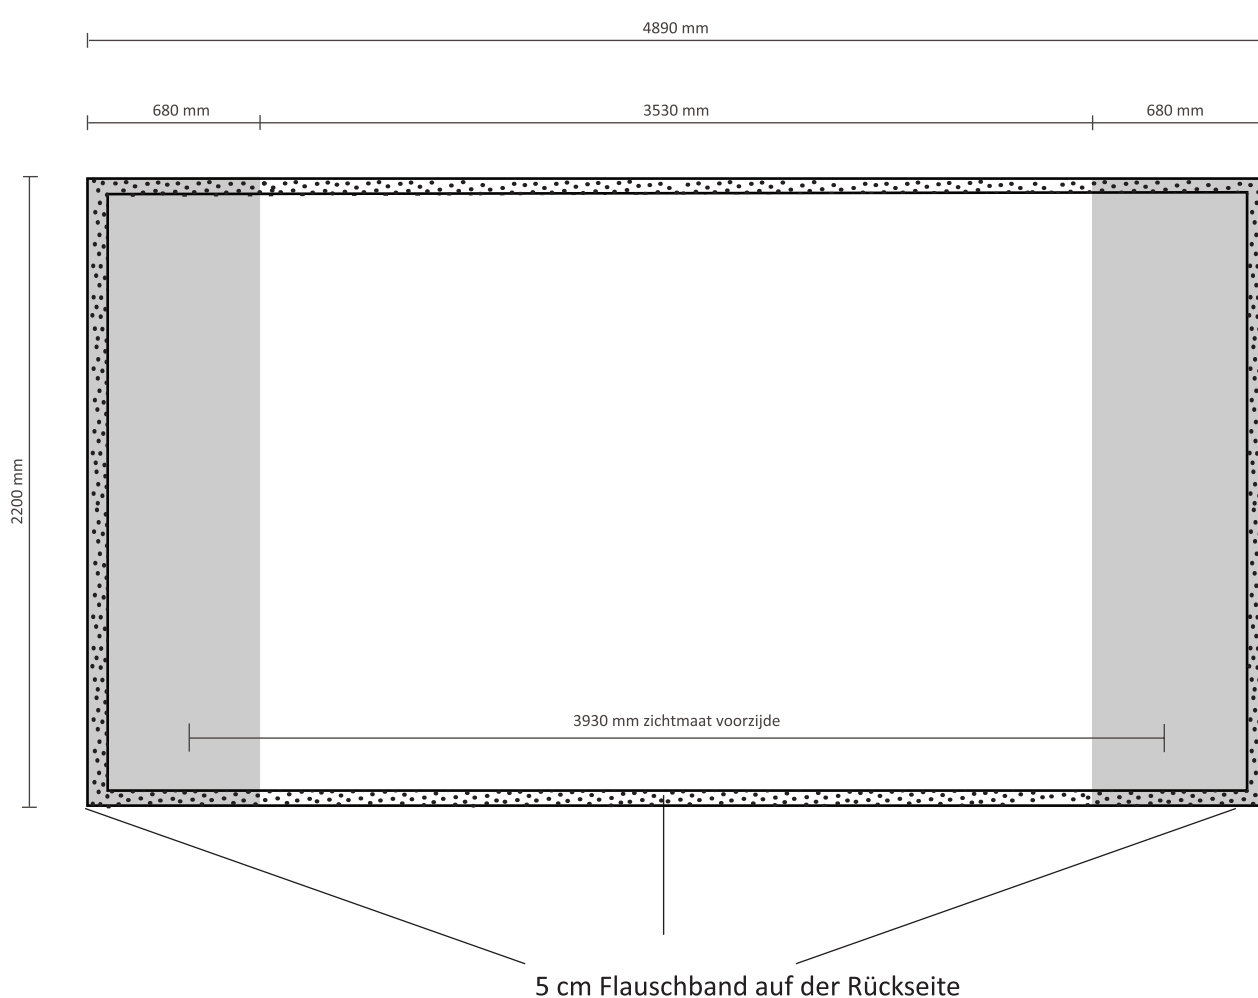 4890 mm
680 mm
3530 mm
680 mm
2200 mm
3930 mm zichtmaat voorzijde
5 cm Flauschband auf der Rückseite